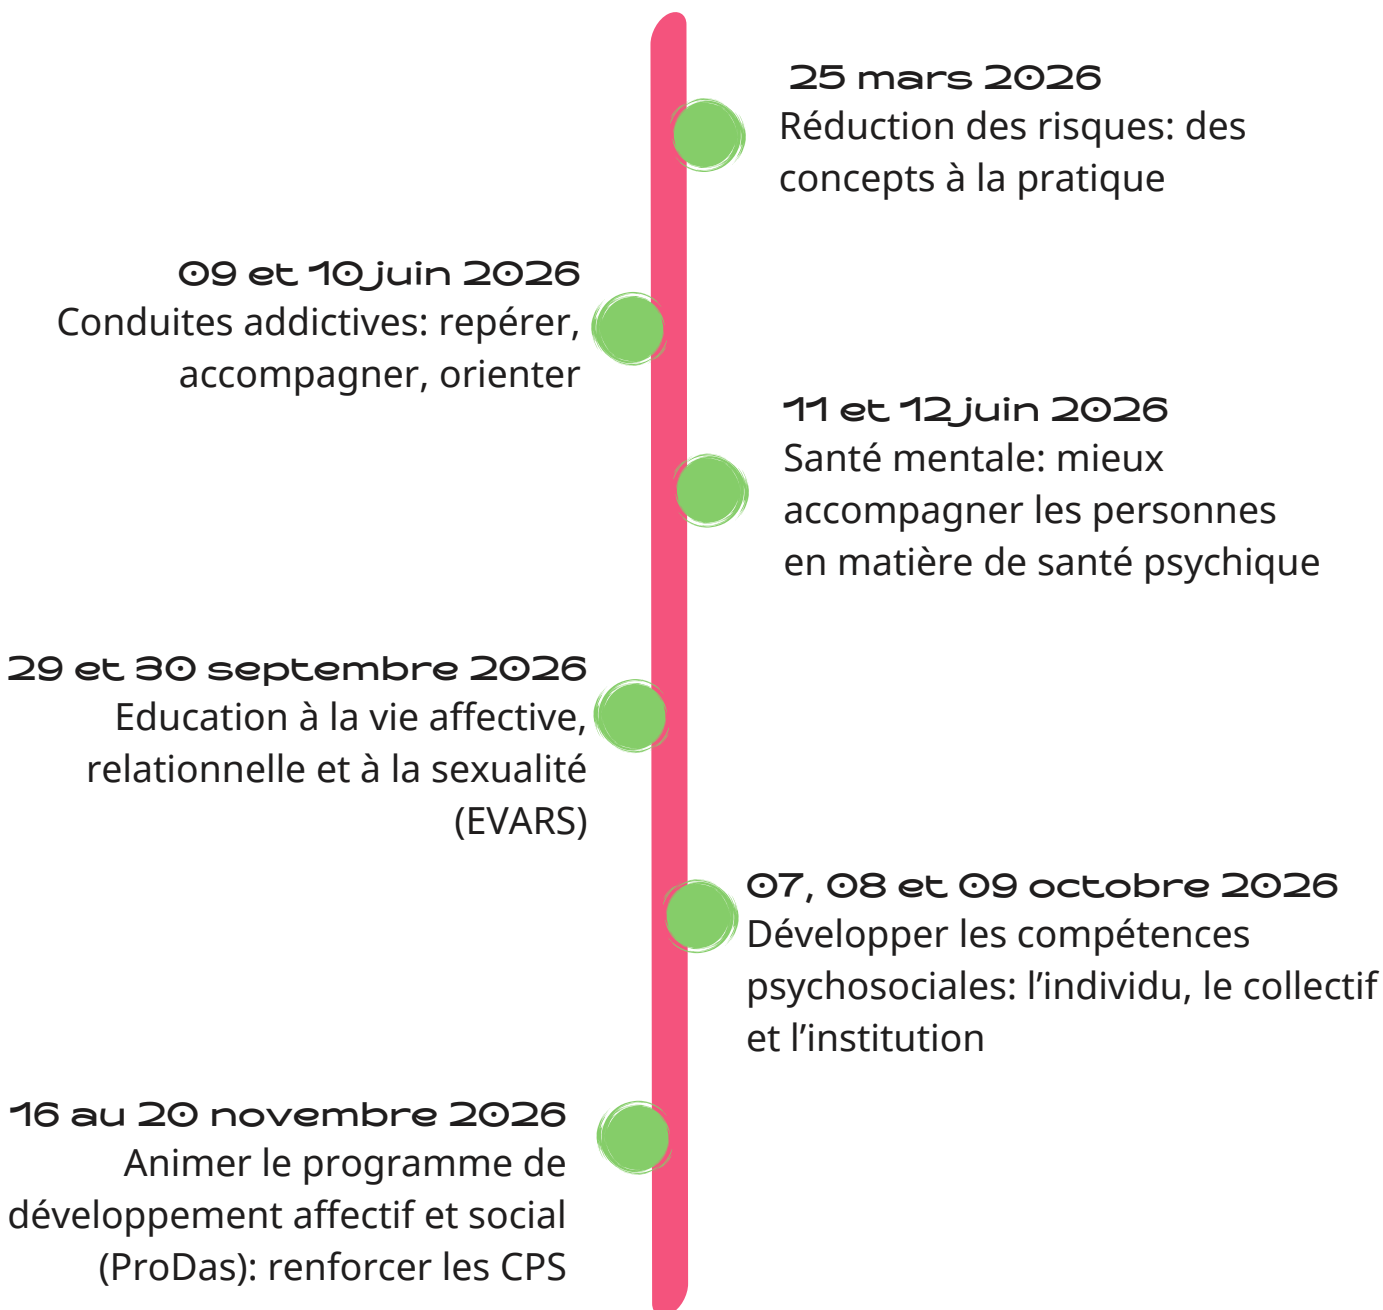 25 mars 2026
Réduction des risques: des
concepts à la pratique
09 et 10 juin 2026
Conduites addictives: repérer,
accompagner, orienter
11 et 12 juin 2026
Santé mentale: mieux
accompagner les personnes
en matière de santé psychique
29 et 30 septembre 2026
Education à la vie affective,
relationnelle et à la sexualité
(EVARS)
07, 08 et 09 octobre 2026
Développer les compétences
psychosociales: l’individu, le collectif
et l’institution
16 au 20 novembre 2026
Animer le programme de
développement affectif et social
(ProDas): renforcer les CPS